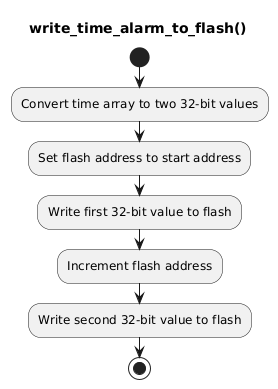 write_time_alarm_to_flash()
Convert time array to two 32-bit values
Set flash address to start address
Write first 32-bit value to flash
Increment flash address
Write second 32-bit value to flash